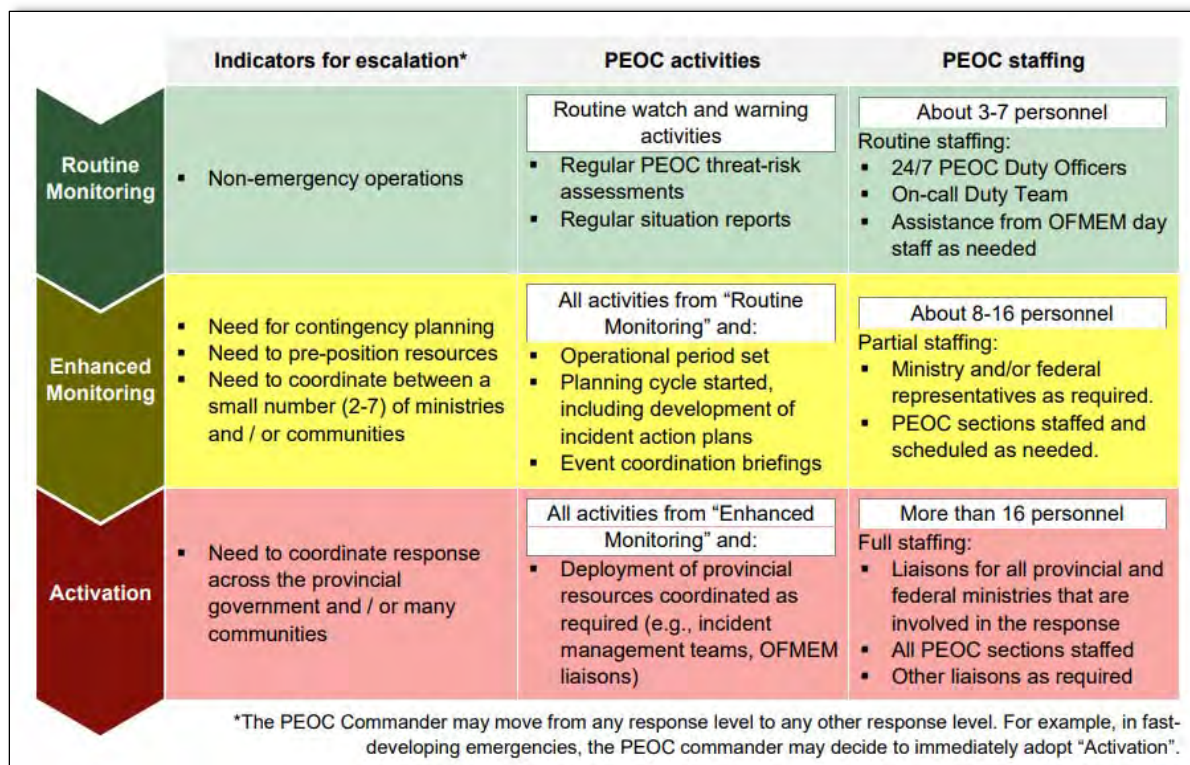 Indicators for escalation*
PEOC activities
PEOC staffing
Routine
Monitoring
▪ Non-emergency operations
Routine watch and warning
activities
▪ Regular PEOC threat-risk
assessments
▪ Regular situation reports
About 3-7 personnel
Routine staffing:
▪ 24/7 PEOC Duty Officers
▪ On-call Duty Team
▪ Assistance from OFMEM day
staff as needed
Enhanced
Monitoring
▪ Need for contingency planning
▪ Need to pre-position resources
▪ Need to coordinate between a
small number (2-7) of ministries
and / or communities
All activities from “Routine
Monitoring” and:
▪ Operational period set
▪ Planning cycle started,
including development of
incident action plans
▪ Event coordination briefings
About 8-16 personnel
Partial staffing:
▪ Ministry and/or federal
representatives as required.
▪ PEOC sections staffed and
scheduled as needed.
Activation
▪ Need to coordinate response
across the provincial
government and / or many
communities
All activities from “Enhanced
Monitoring” and:
▪ Deployment of provincial
resources coordinated as
required (e.g., incident
management teams, OFMEM
liaisons)
More than 16 personnel
Full staffing:
▪ Liaisons for all provincial and
federal ministries that are
involved in the response
▪ All PEOC sections staffed
▪ Other liaisons as required
*The PEOC Commander may move from any response level to any other response level. For example, in fast-
developing emergencies, the PEOC commander may decide to immediately adopt “Activation”.